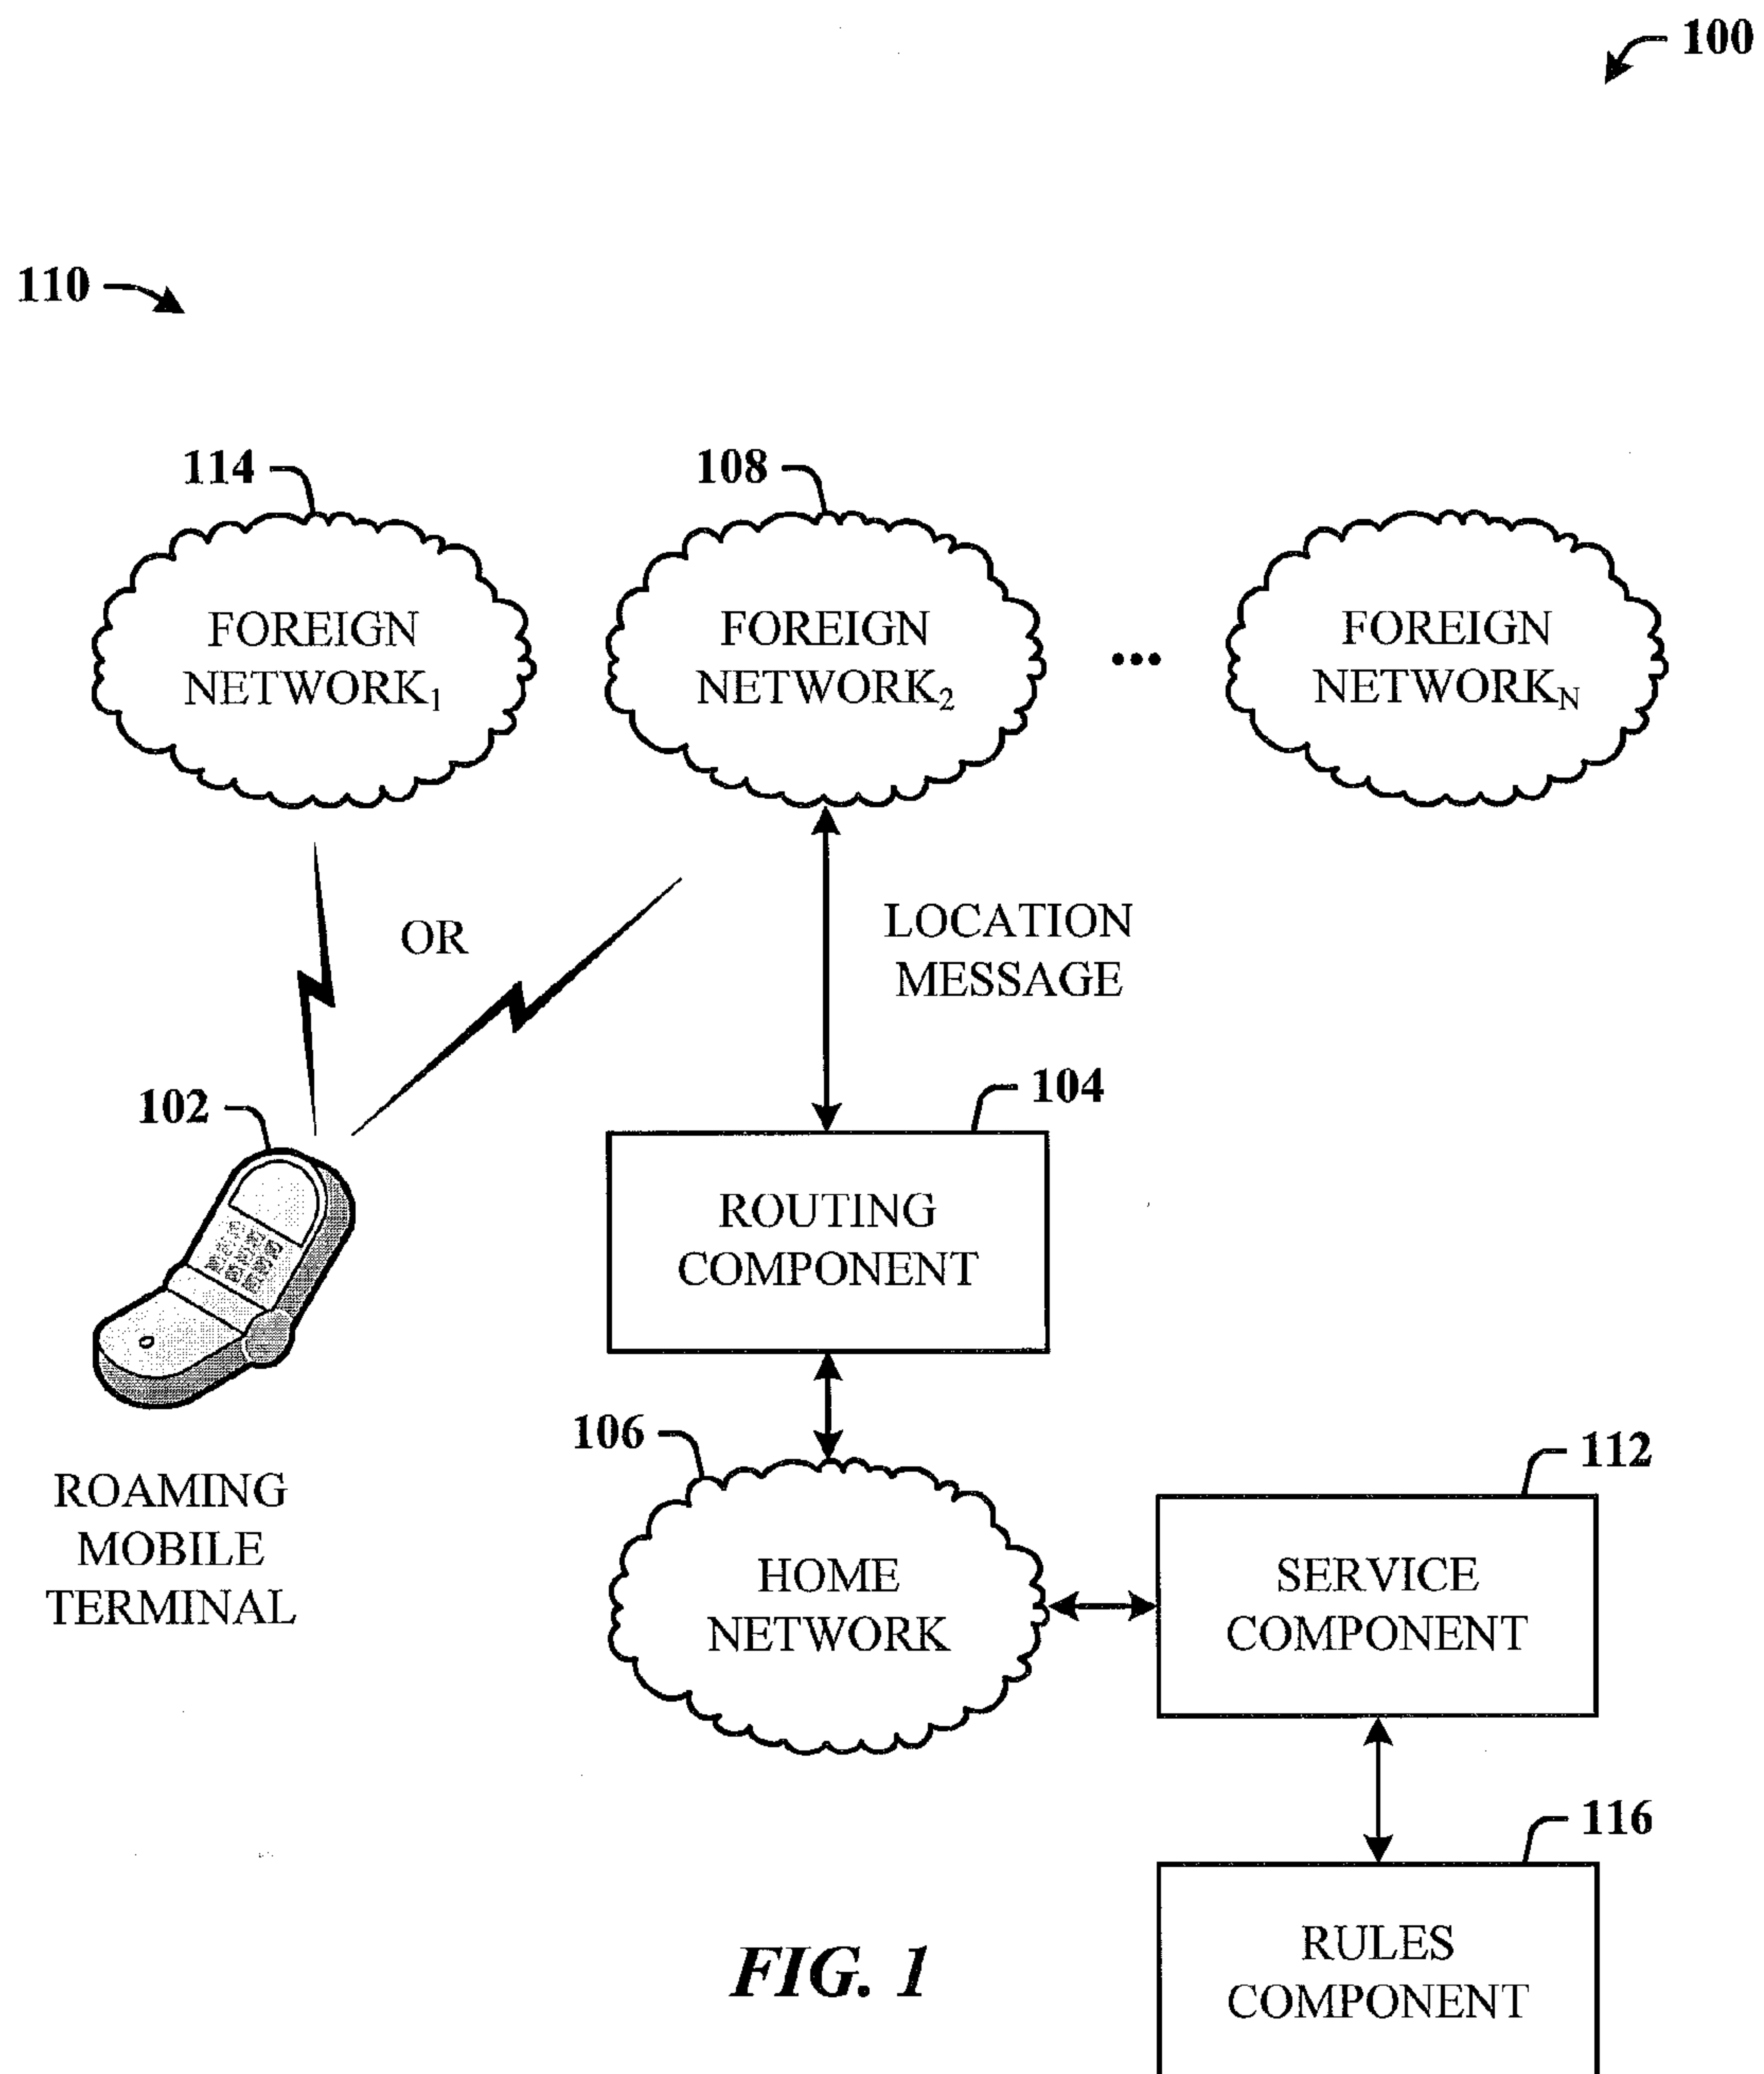 100
110
114
108
FOREIGN
NETWORK₁
FOREIGN
NETWORK₂
...
FOREIGN
NETWORKN
OR
LOCATION
MESSAGE
102
104
ROUTING
COMPONENT
ROAMING
MOBILE
TERMINAL
106
HOME
NETWORK
112
SERVICE
COMPONENT
116
RULES
COMPONENT
FIG. 1